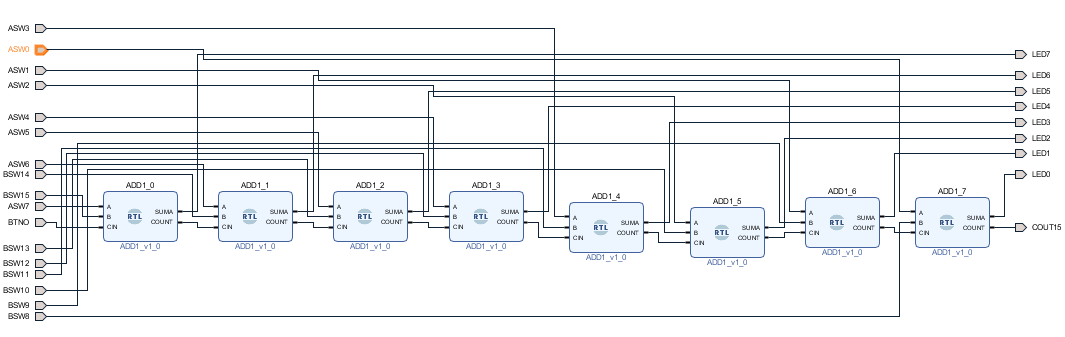 ASW3
ASW0
LED7
ASW1
LED6
ASW2
LED5
LED4
ASW4
LED3
ASW5
LED2
LED1
ASW6
BSW14
LED0
BSW15
ASW7
BTN0
BSW13
BSW12
BSW11
BSW10
BSW9
BSW8
COUT15
ADD1_0
A
B
CIN
RTL
SUMA
COUNT
ADD1_v1_0
ADD1_1
A
B
CIN
RTL
SUMA
COUNT
ADD1_v1_0
ADD1_2
A
B
CIN
RTL
SUMA
COUNT
ADD1_v1_0
ADD1_3
A
B
CIN
RTL
SUMA
COUNT
ADD1_v1_0
ADD1_4
A
B
CIN
RTL
SUMA
COUNT
ADD1_v1_0
ADD1_5
A
B
CIN
RTL
SUMA
COUNT
ADD1_v1_0
ADD1_6
A
B
CIN
RTL
SUMA
COUNT
ADD1_v1_0
ADD1_7
A
B
CIN
RTL
SUMA
COUNT
ADD1_v1_0